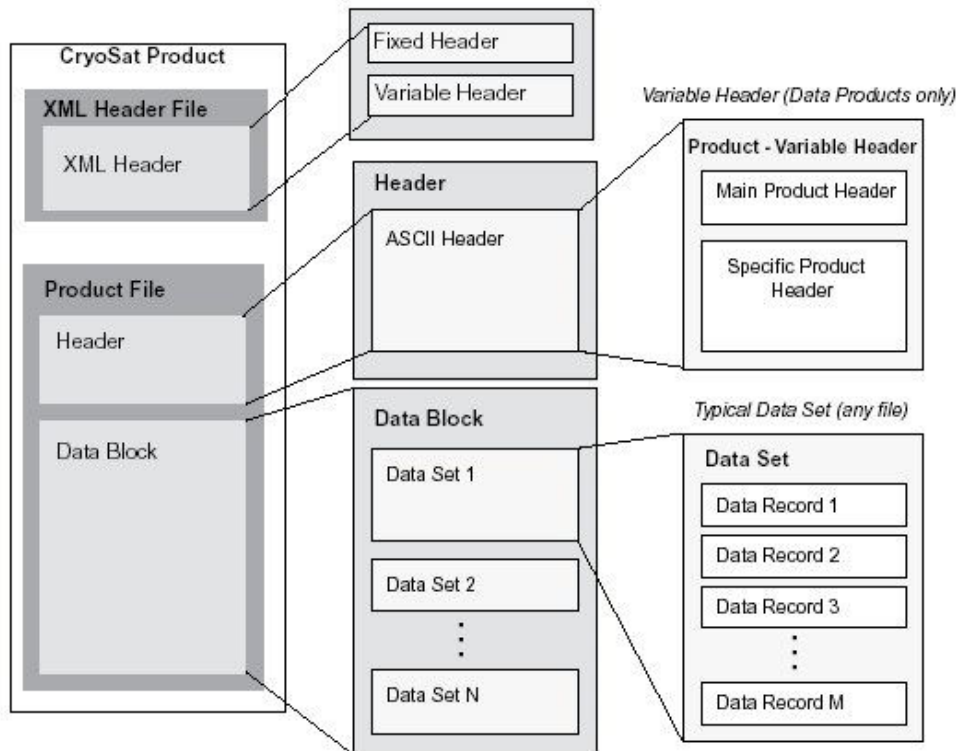 CryoSat Product
XML Header File
XML Header
Product File
Header
Data Block
Fixed Header
Variable Header
Header
ASCII Header
Data Block
Data Set 1
Data Set 2
Data Set N
Variable Header (Data Products only)
Product - Variable Header
Main Product Header
Specific Product
Header
Typical Data Set (any file)
Data Set
Data Record 1
Data Record 2
Data Record 3
Data Record M